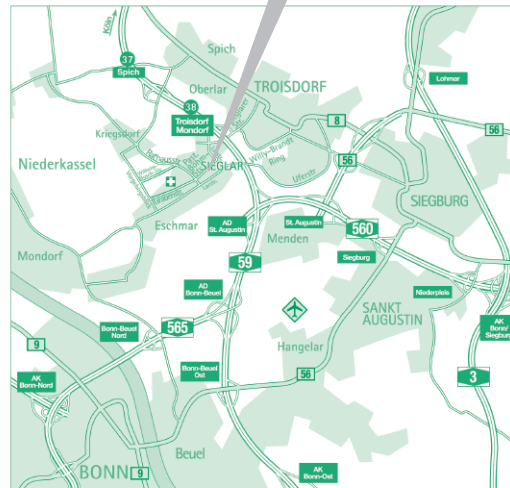 Köln
37
Spich
Spich
Oberlar
TROISDORF
Lohmar
38
Troisdorf
Mondorf
8
56
Kriegsdorf
Niederkassel
SIEGLAR
Willy-Brandt
Ring
56
Uferstr
SIEGBURG
Eschmar
AD
St. Augustin
St. Augustin
560
Menden
Mondorf
59
Siegburg
AD
Bonn-Beuel
Niederpleis
SANKT
AUGUSTIN
AK
Bonn/
Siegburg
565
Bonn-Beuel
Nord
9
Hangelar
Bonn-Beuel
Ost
56
3
AK
Bonn-Nord
Beuel
BONN
9
AK
Bonn-Ost